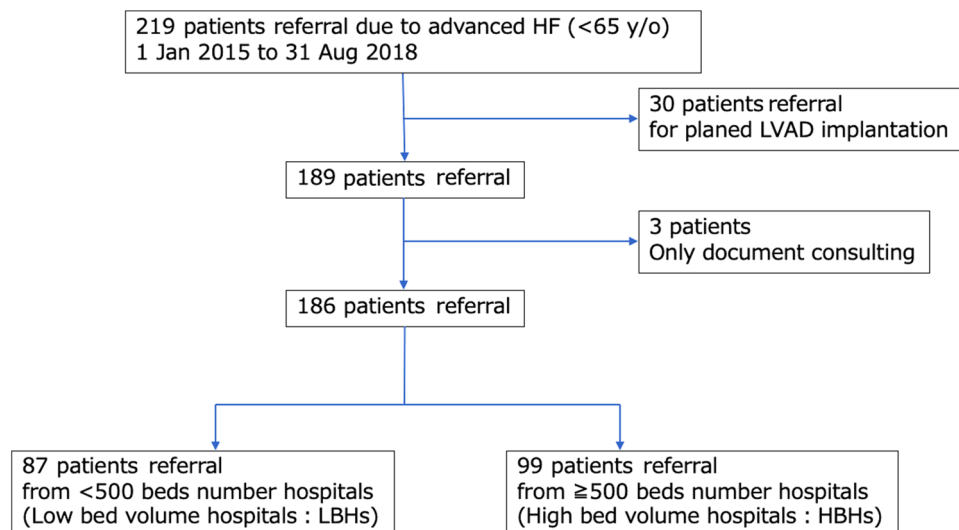 219 patients referral due to advanced HF (<65 y/o)
1 Jan 2015 to 31 Aug 2018
30 patients referral
for planed LVAD implantation
189 patients referral
3 patients
Only document consulting
186 patients referral
87 patients referral
from <500 beds number hospitals
(Low bed volume hospitals : LBHs)
99 patients referral
from ≧500 beds number hospitals
(High bed volume hospitals : HBHs)